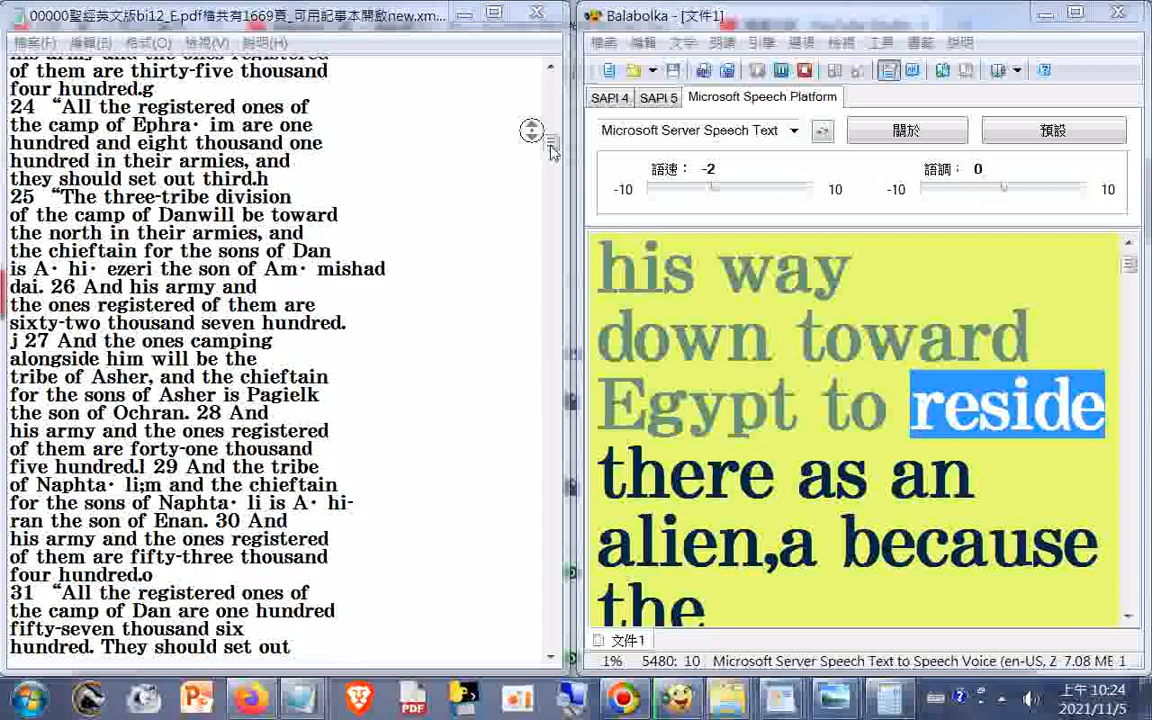 00000聖經英文版bi12_E.pdf檔共有1669頁_可用記事本開啟new.xm...
檔案(F) 編輯(E) 格式(O) 檢視(V) 說明(H)
his army and the ones registered
of them are thirty-five thousand
four hundred.g
24 “All the registered ones of
the camp of Ephra· im are one
hundred and eight thousand one
hundred in their armies, and
they should set out third.h
25 “The three-tribe division
of the camp of Danwill be toward
the north in their armies, and
the chieftain for the sons of Dan
is A· hi· ezeri the son of Am· mishad
dai. 26 And his army and
the ones registered of them are
sixty-two thousand seven hundred.
j 27 And the ones camping
alongside him will be the
tribe of Asher, and the chieftain
for the sons of Asher is Pagielk
the son of Ochran. 28 And
his army and the ones registered
of them are forty-one thousand
five hundred.l 29 And the tribe
of Naphta· li;m and the chieftain
for the sons of Naphta· li is A· hi-
ran the son of Enan. 30 And
his army and the ones registered
of them are fifty-three thousand
four hundred.o
31 “All the registered ones of
the camp of Dan are one hundred
fifty-seven thousand six
hundred. They should set out
Balabolka - [文件1]
檔案 編輯 文字 朗讀 引擎 選項 檢視 工具 書籤 說明
SAPI 4 SAPI 5 Microsoft Speech Platform
Microsoft Server Speech Text 關於 預設
語速： -2 語調： 0
-10 10 -10 10
his way
down toward
Egypt to reside
there as an
alien,a because
the
文件1
1% 5480: 10 Microsoft Server Speech Text to Speech Voice (en-US, Z 7.08 ME 1
PDF
上午 10:24
2021/11/5